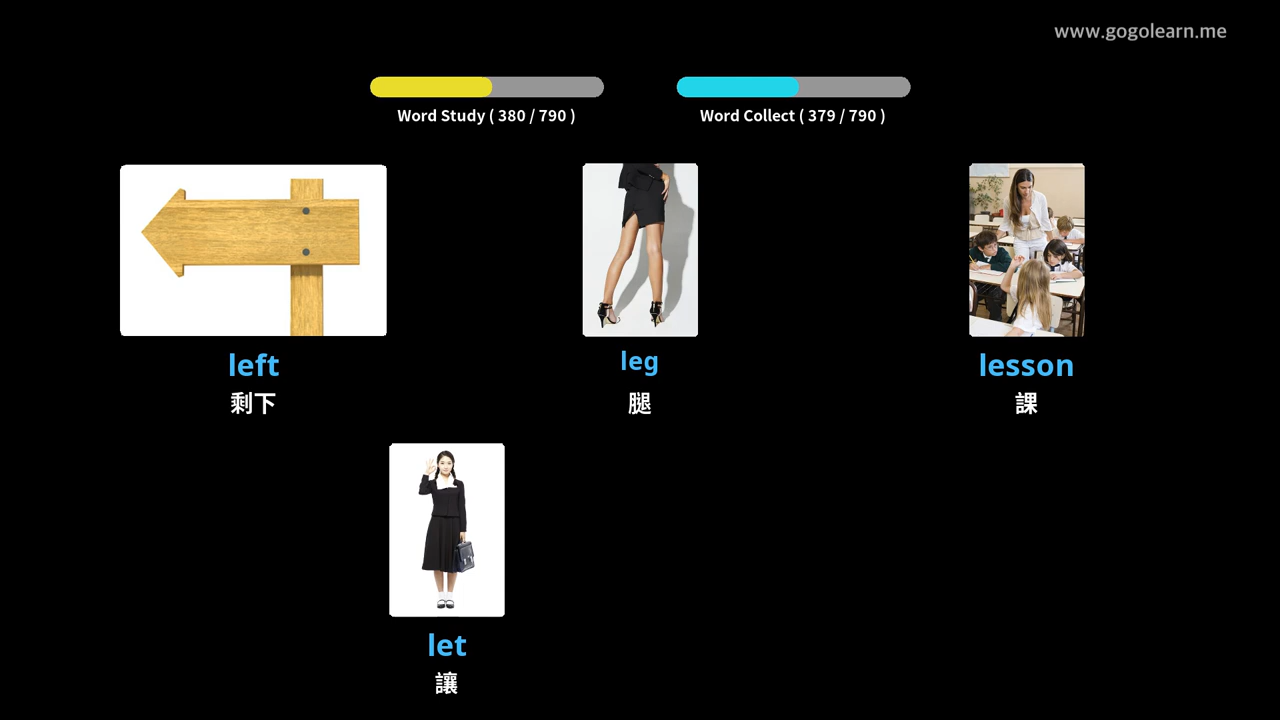 www.gogolearn.me
Word Study ( 380 / 790 )
Word Collect ( 379 / 790 )
left
剩下
leg
腿
lesson
課
let
讓